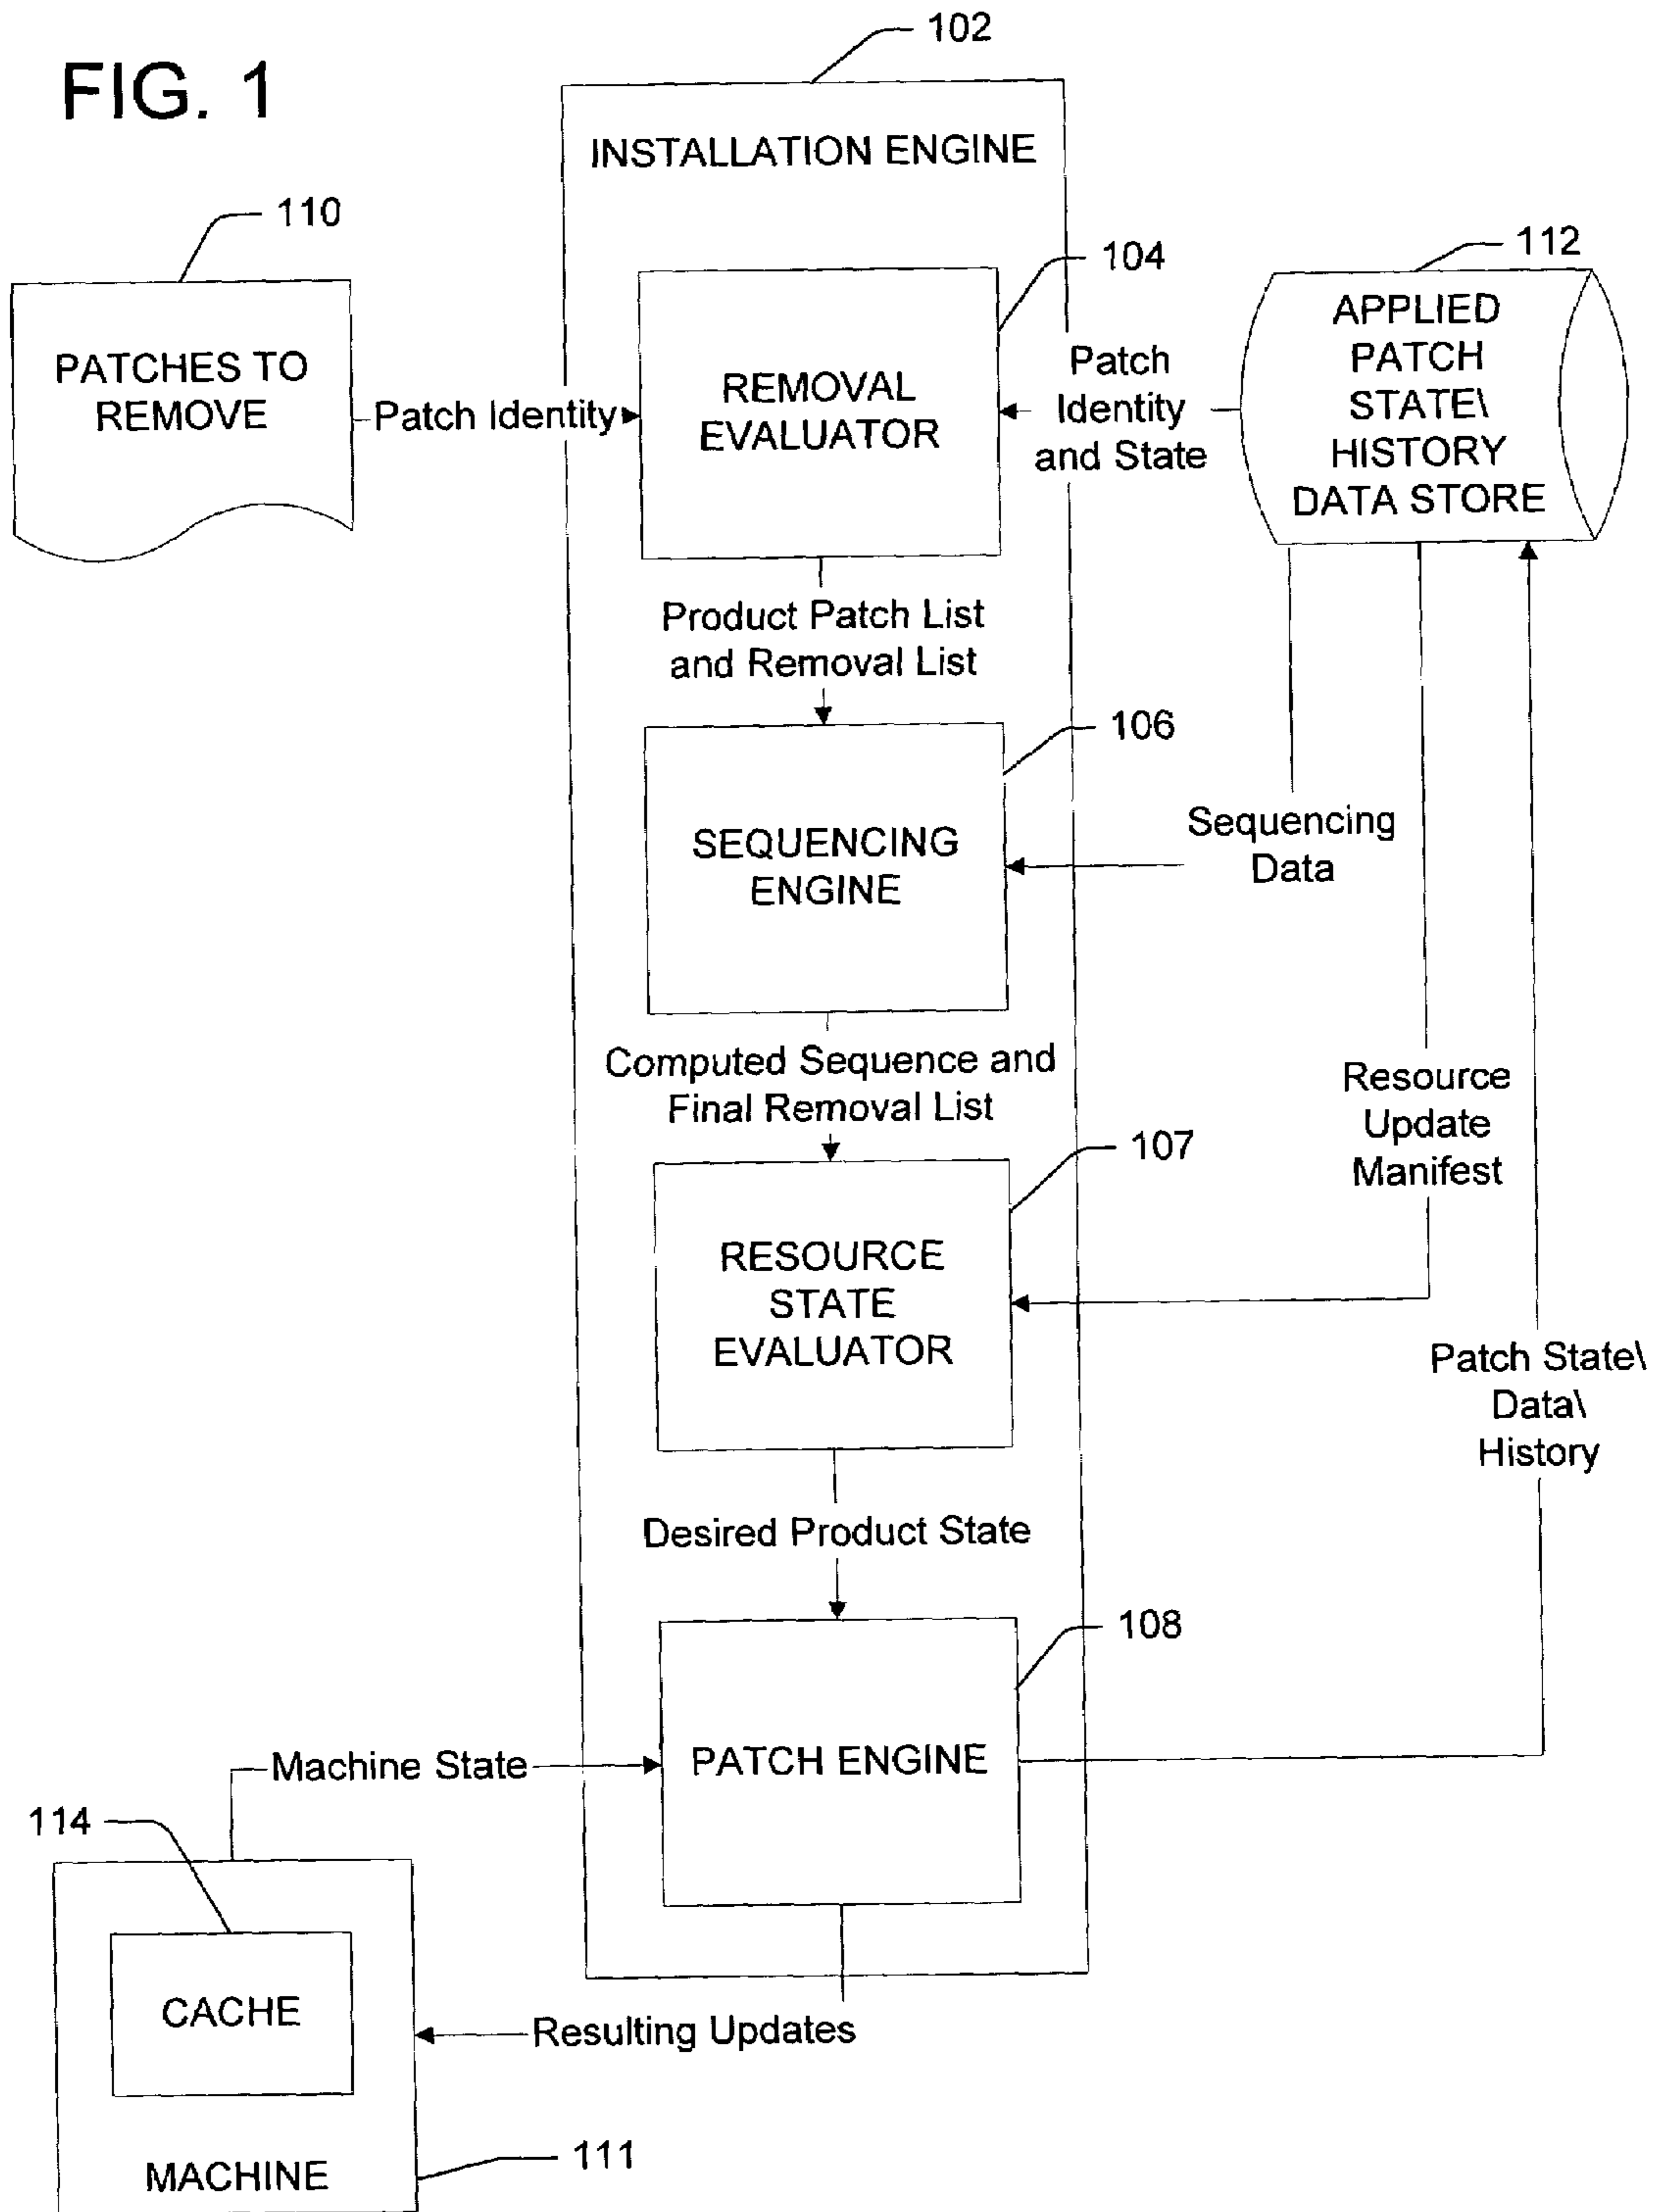 FIG. 1
102
INSTALLATION ENGINE
110
PATCHES TO
REMOVE
Patch Identity
104
REMOVAL
EVALUATOR
Patch
Identity
and State
112
APPLIED
PATCH
STATE\
HISTORY
DATA STORE
Product Patch List
and Removal List
106
SEQUENCING
ENGINE
Sequencing
Data
Computed Sequence and
Final Removal List
107
RESOURCE
STATE
EVALUATOR
Resource
Update
Manifest
Patch State\
Data\
History
Desired Product State
108
PATCH ENGINE
Machine State
114
CACHE
MACHINE
111
Resulting Updates